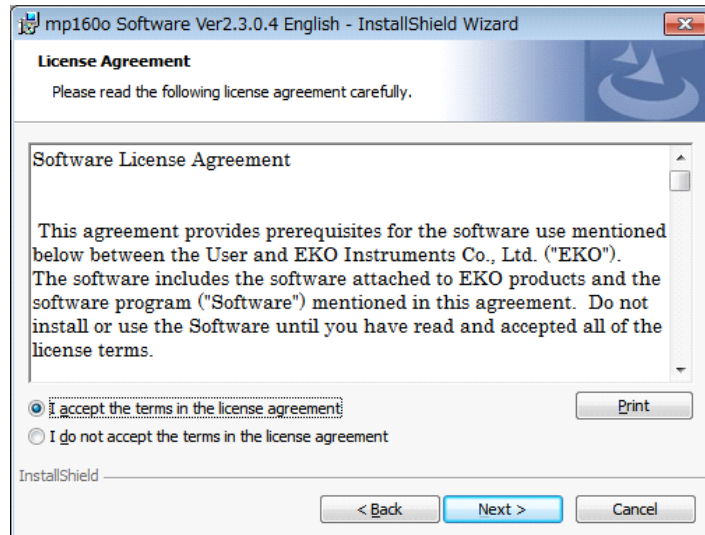 mp160o Software Ver2.3.0.4 English - InstallShield Wizard
License Agreement
Please read the following license agreement carefully.
Software License Agreement
This agreement provides prerequisites for the software use mentioned
below between the User and EKO Instruments Co., Ltd. ("EKO").
The software includes the software attached to EKO products and the
software program ("Software") mentioned in this agreement.  Do not
install or use the Software until you have read and accepted all of the
license terms.
I accept the terms in the license agreement
Print
I do not accept the terms in the license agreement
InstallShield
< Back
Next >
Cancel